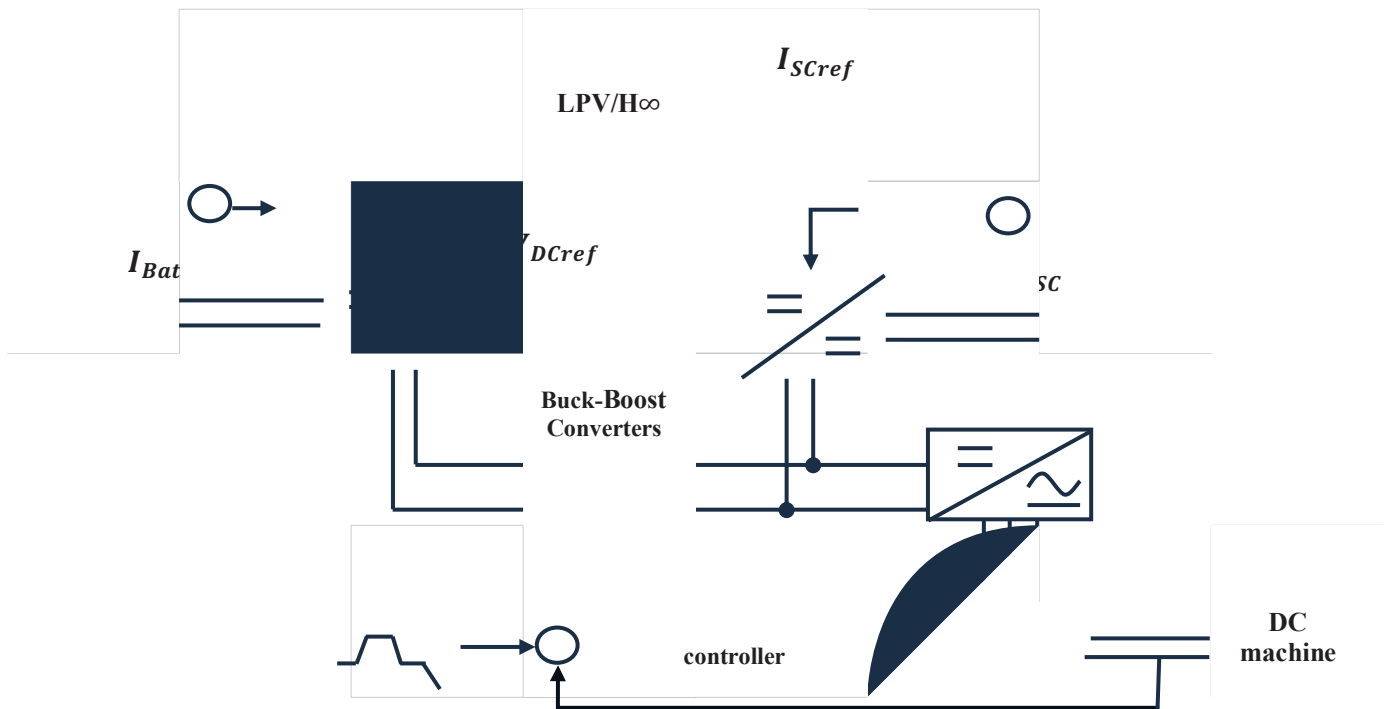 I_SCref
LPV/H∞
DCref
I_Bat
SC
Buck-Boost
Converters
DC
machine
controller